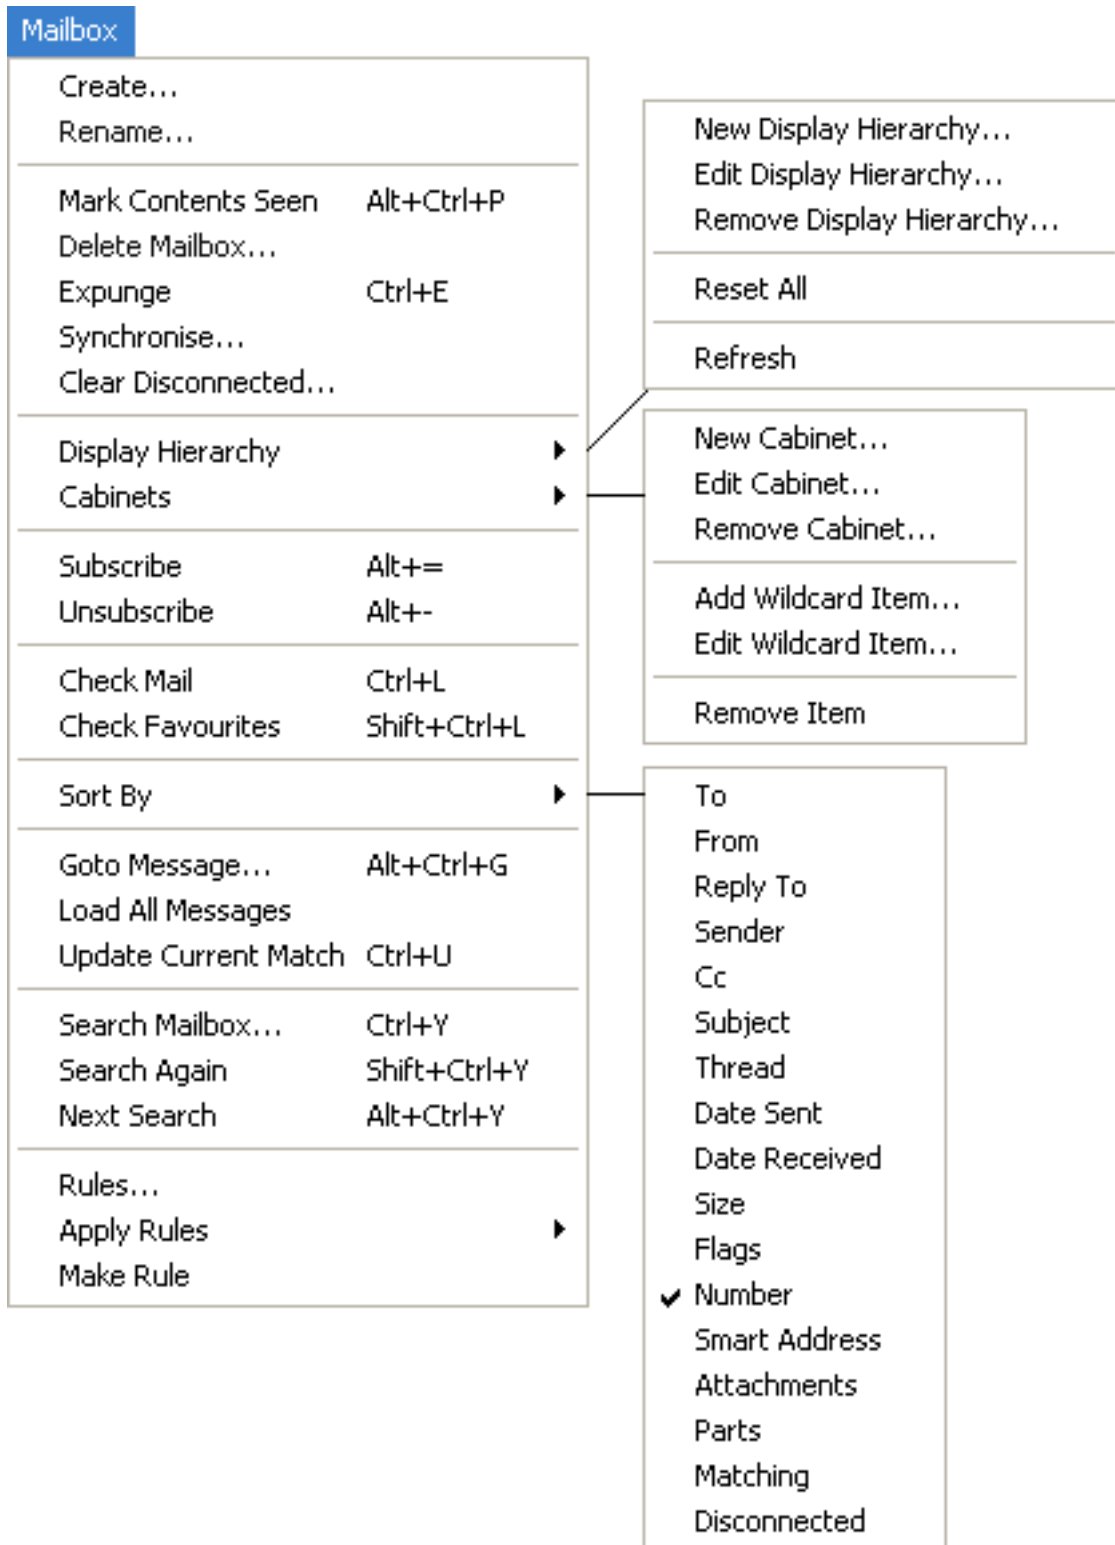 Mailbox
Create...
Rename...
Mark Contents Seen Alt+Ctrl+P
Delete Mailbox...
Expunge Ctrl+E
Synchronise...
Clear Disconnected...
Display Hierarchy
Cabinets
Subscribe Alt+=
Unsubscribe Alt+-
Check Mail Ctrl+L
Check Favourites Shift+Ctrl+L
Sort By
Goto Message... Alt+Ctrl+G
Load All Messages
Update Current Match Ctrl+U
Search Mailbox... Ctrl+Y
Search Again Shift+Ctrl+Y
Next Search Alt+Ctrl+Y
Rules...
Apply Rules
Make Rule
New Display Hierarchy...
Edit Display Hierarchy...
Remove Display Hierarchy...
Reset All
Refresh
New Cabinet...
Edit Cabinet...
Remove Cabinet...
Add Wildcard Item...
Edit Wildcard Item...
Remove Item
To
From
Reply To
Sender
Cc
Subject
Thread
Date Sent
Date Received
Size
Flags
Number
Smart Address
Attachments
Parts
Matching
Disconnected